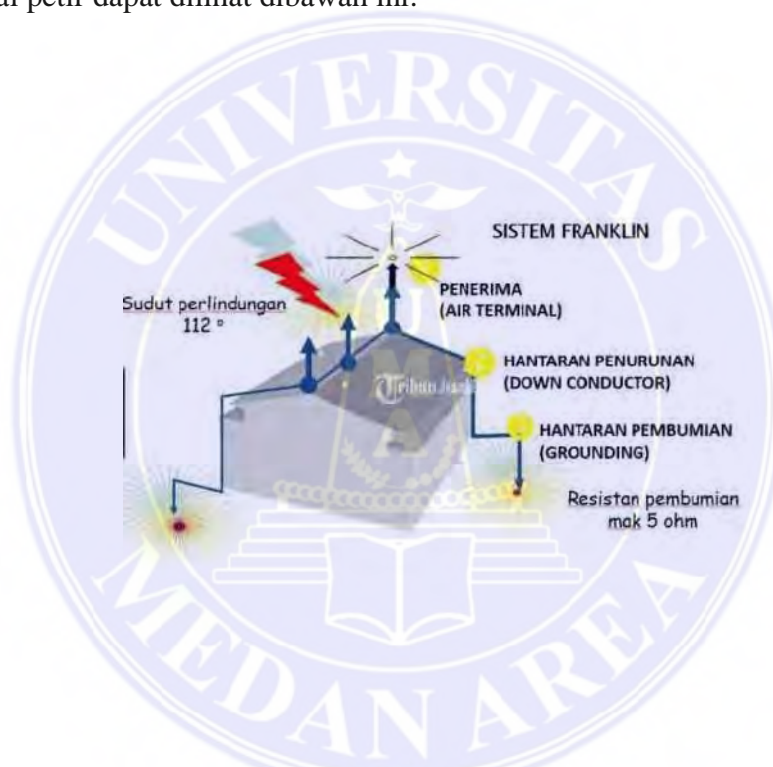 petir dapat dilihat dibawah ini.
UNIVERSITAS
SISTEM FRANKLIN
PENERIMA
(AIR TERMINAL)
Sudut perlindungan
112 °
HANTARAN PENURUNAN
(DOWN CONDUCTOR)
HANTARAN PEMBUMIAN
(GROUNDING)
Resistan pembumian
mak 5 ohm
MEDAN AREA